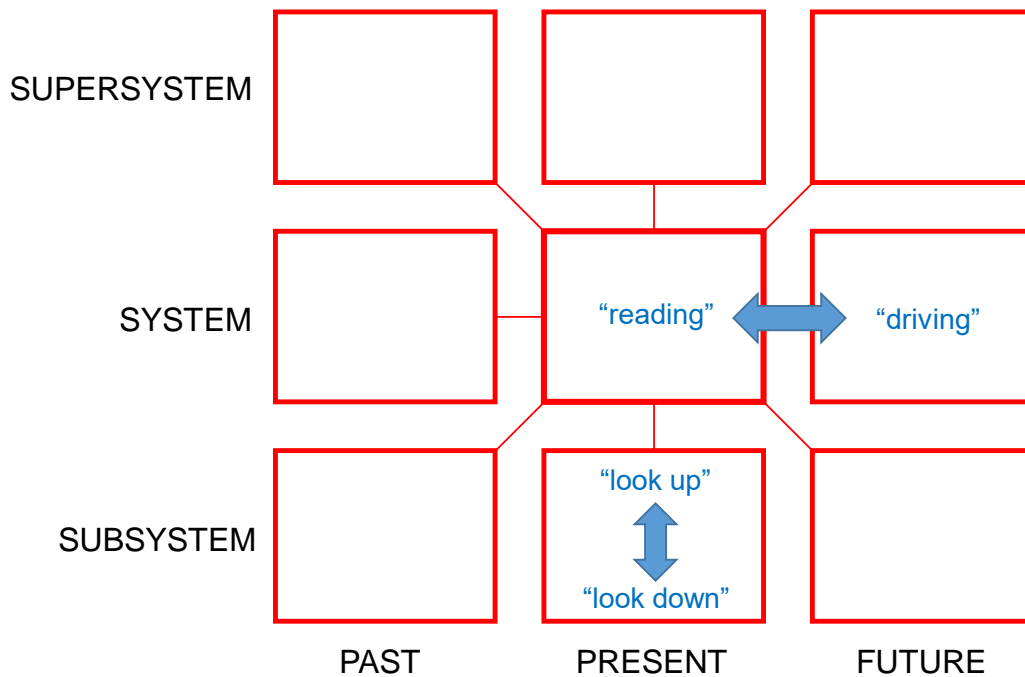 SUPERSYSTEM
SYSTEM
“reading”
“driving”
“look up”
SUBSYSTEM
“look down”
PAST
PRESENT
FUTURE